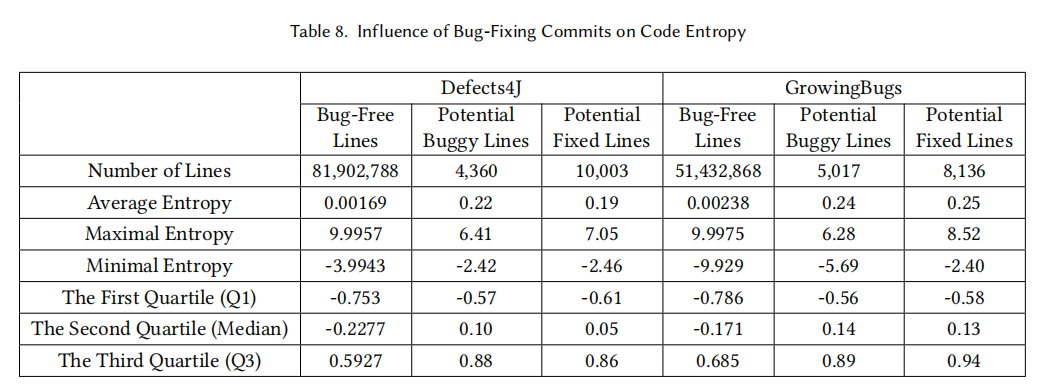 Table 8. Influence of Bug-Fixing Commits on Code Entropy
Defects4J GrowingBugs
Bug-Free Lines Potential Buggy Lines Potential Fixed Lines Bug-Free Lines Potential Buggy Lines Potential Fixed Lines
Number of Lines 81,902,788 4,360 10,003 51,432,868 5,017 8,136
Average Entropy 0.00169 0.22 0.19 0.00238 0.24 0.25
Maximal Entropy 9.9957 6.41 7.05 9.9975 6.28 8.52
Minimal Entropy -3.9943 -2.42 -2.46 -9.929 -5.69 -2.40
The First Quartile (Q1) -0.753 -0.57 -0.61 -0.786 -0.56 -0.58
The Second Quartile (Median) -0.2277 0.10 0.05 -0.171 0.14 0.13
The Third Quartile (Q3) 0.5927 0.88 0.86 0.685 0.89 0.94